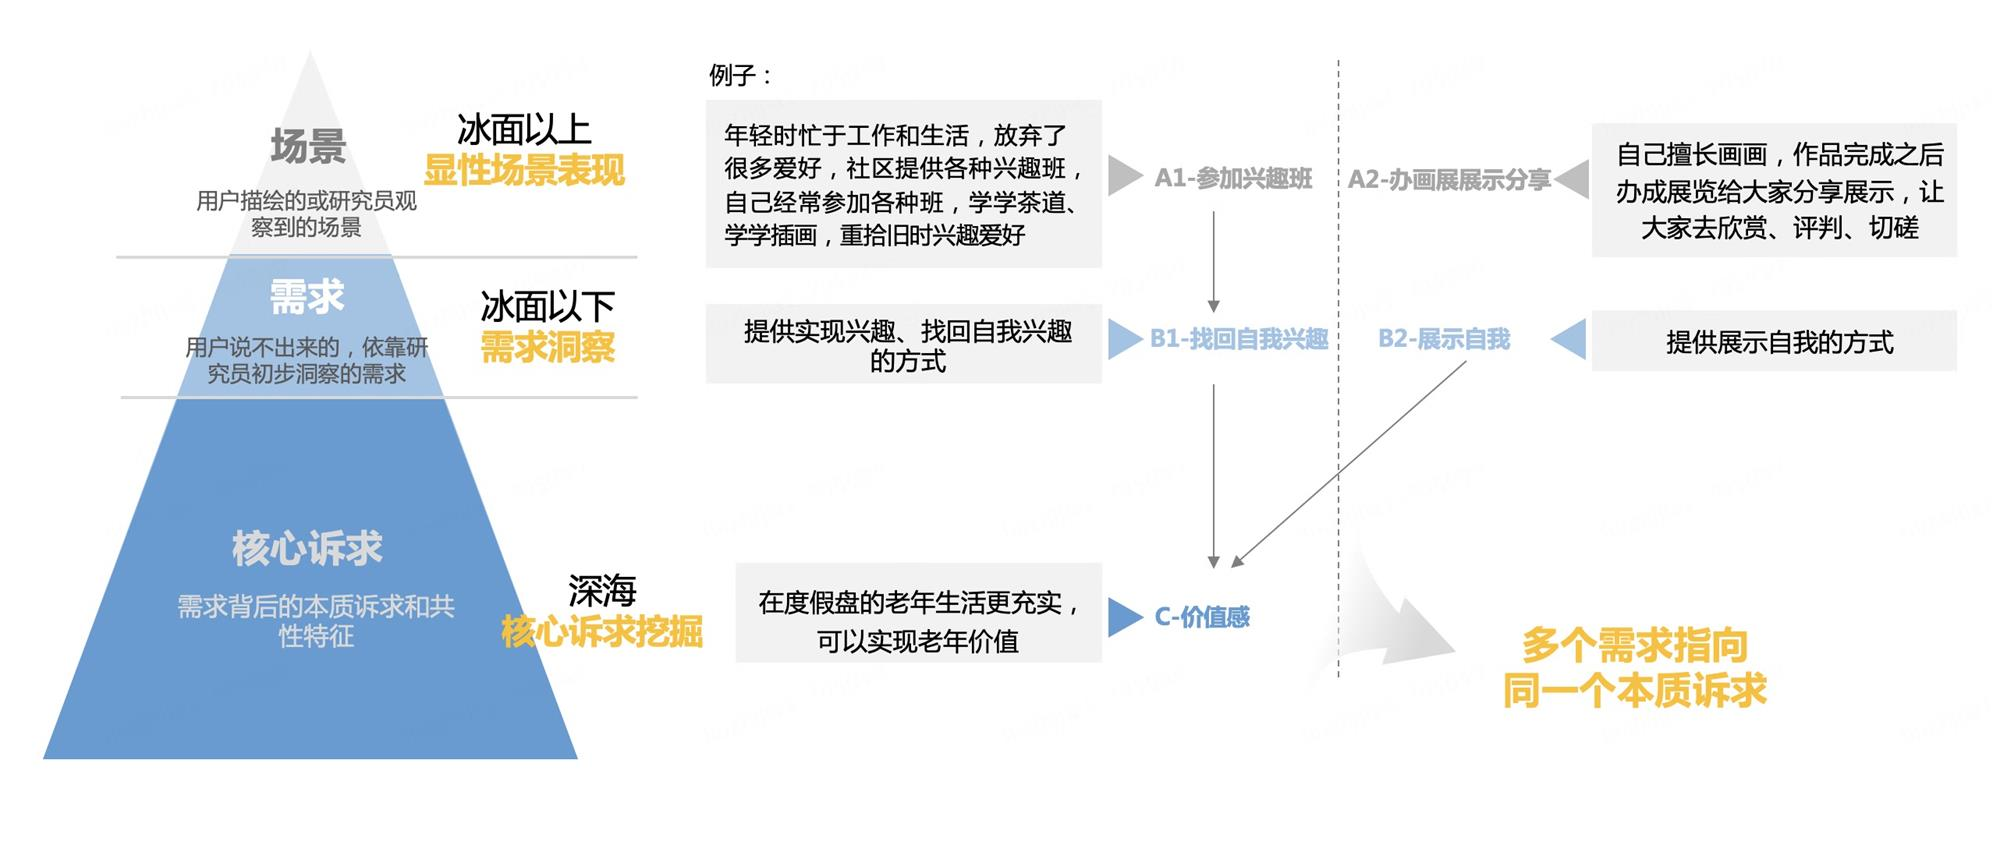 场景
用户描绘的或研究员观
察到的场景
冰面以上
显性场景表现
需求
用户说不出来的，依靠研
究员初步洞察的需求
冰面以下
需求洞察
核心诉求
需求背后的本质诉求和共
性特征
深海
核心诉求挖掘
例子：
年轻时忙于工作和生活，放弃了
很多爱好，社区提供各种兴趣班，
自己经常参加各种班，学学茶道、
学学插画，重拾旧时兴趣爱好
A1-参加兴趣班
A2-办画展展示分享
自己擅长画画，作品完成之后
办成展览给大家分享展示，让
大家去欣赏、评判、切磋
提供实现兴趣、找回自我兴趣
的方式
B1-找回自我兴趣
B2-展示自我
提供展示自我的方式
在度假盘的老年生活更充实，
可以实现老年价值
C-价值感
多个需求指向
同一个本质诉求